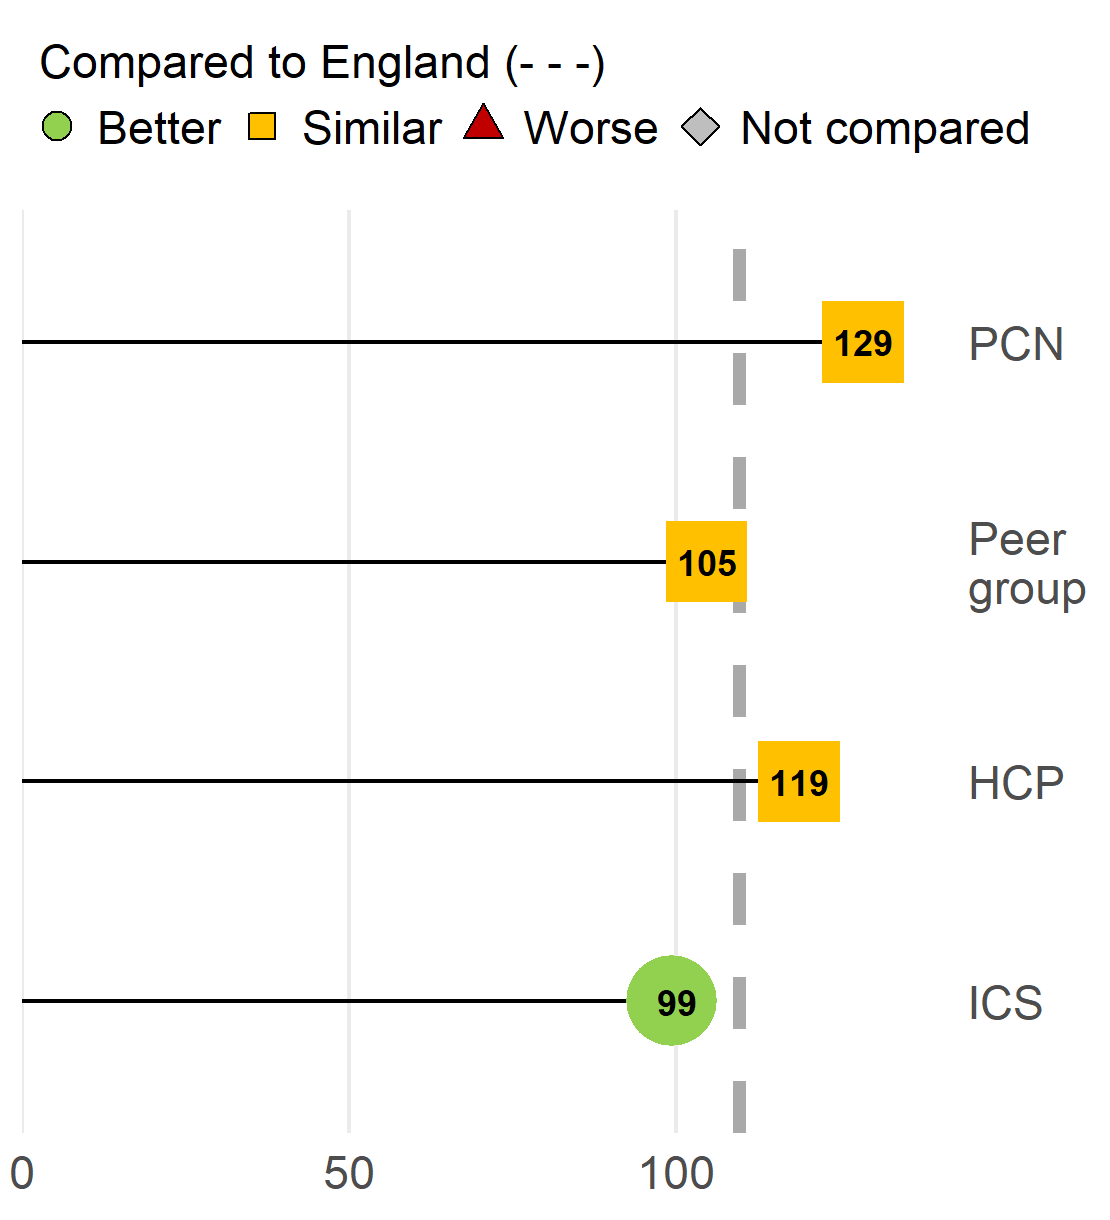 Compared to England (- - -)
Better Similar Worse Not compared
129 PCN
105 Peer
group
119 HCP
99 ICS
0 50 100